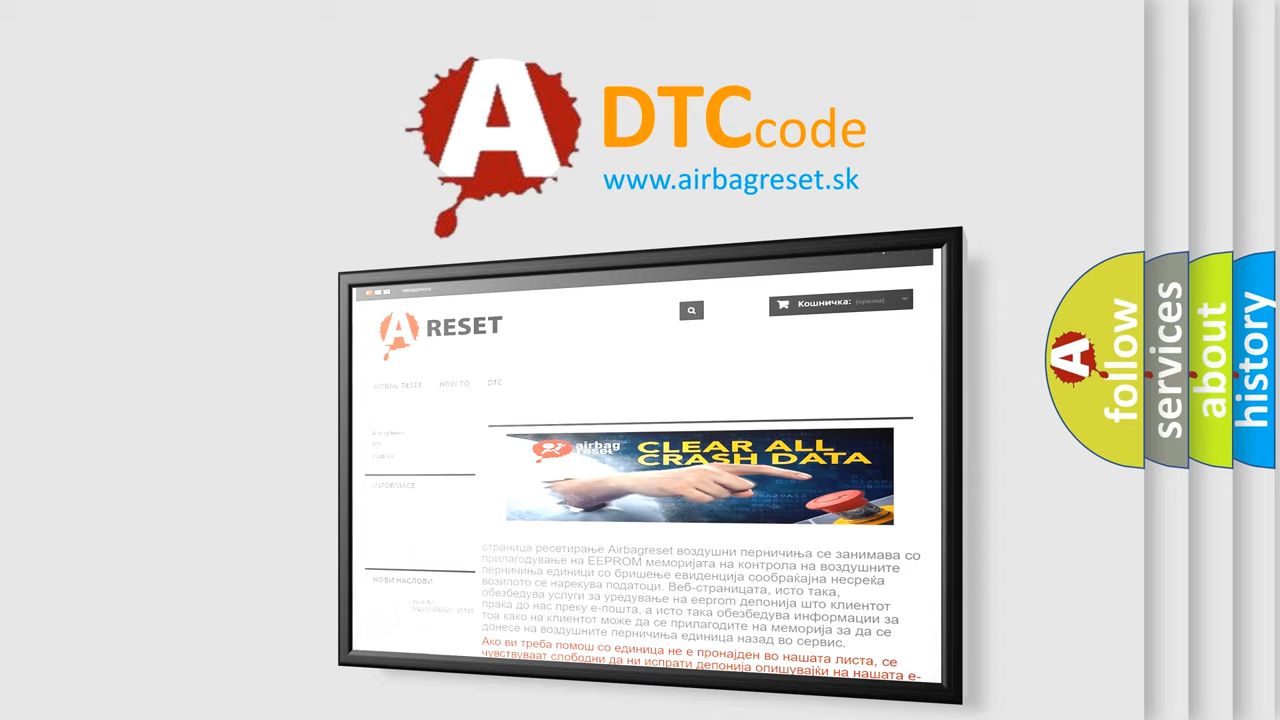 A DTC code
www.airbagreset.sk
A RESET
Кошничка: (празни)
AIRBAG RESET HOW TO DTC
airbag reset CLEAR ALL
CRASH DATA
INFORMACE
НОВИ НАСЛОВИ
страница ресетирање Airbagreset воздушни перничиња се занимава со
прилагодување на EEPROM меморијата на контрола на воздушните
перничиња единици со бришење евиденција сообраќајна несреќа
возилото се нарекува податоци. Веб-страницата, исто така,
обезбедува услуги за уредување на eeprom депонија што клиентот
праќа до нас преку е-пошта, а исто така обезбедува информации за
тоа како на клиентот може да се прилагодите на меморија за да се
донесе на воздушните перничиња единица назад во сервис.
Ако ви треба помош со единица не е пронајден во нашата листа, се
чувствуваат слободни да ни испрати депонија опишувајќи на нашата е-
A follow
services
about
history